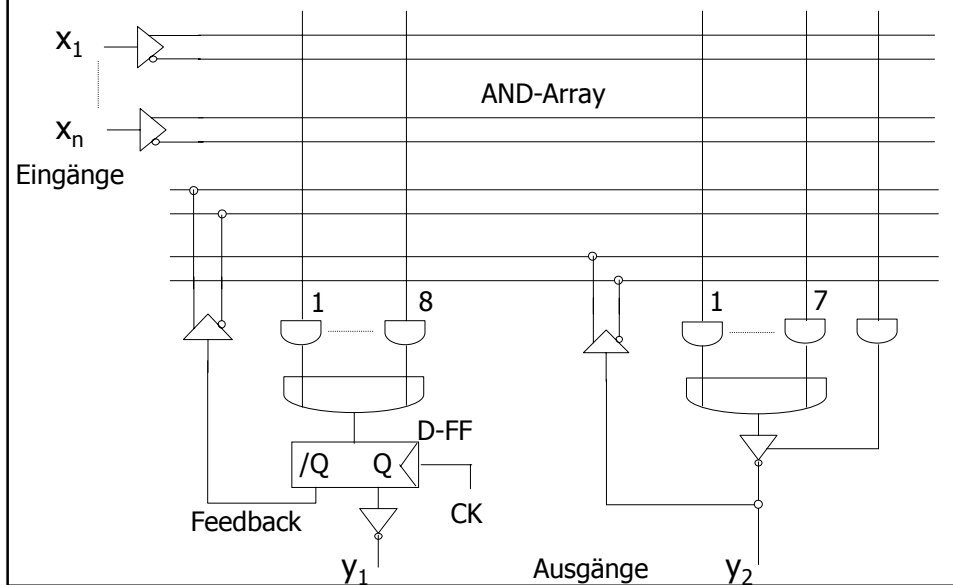 x1
AND-Array
xn
Eingänge
1 8 1 7
D-FF
/Q Q
CK
Feedback
y1 Ausgänge y2